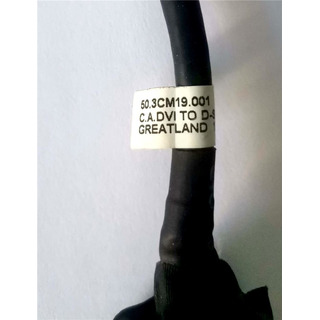 50.3CM19.001
C.A.DVI TO D-
GREATLAND